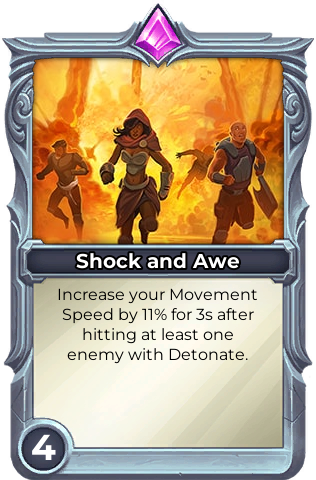 Shock and Awe
Increase your Movement
Speed by 11% for 3s after
hitting at least one
enemy with Detonate.
4